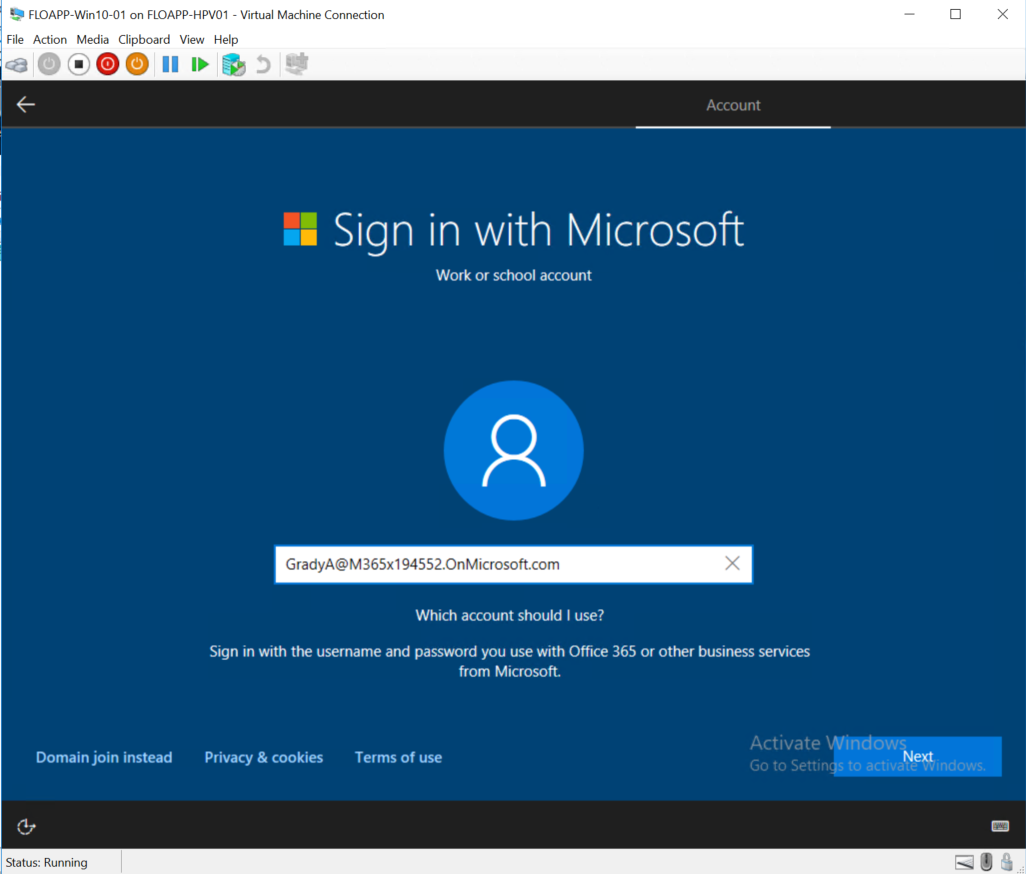 FLOAPP-Win10-01 on FLOAPP-HPV01 - Virtual Machine Connection
File Action Media Clipboard View Help
Account
Sign in with Microsoft
Work or school account
GradyA@M365x194552.OnMicrosoft.com
Which account should I use?
Sign in with the username and password you use with Office 365 or other business services
from Microsoft.
Domain join instead Privacy & cookies Terms of use
Activate Windows
Go to Settings to activate Windows.
Next
Status: Running